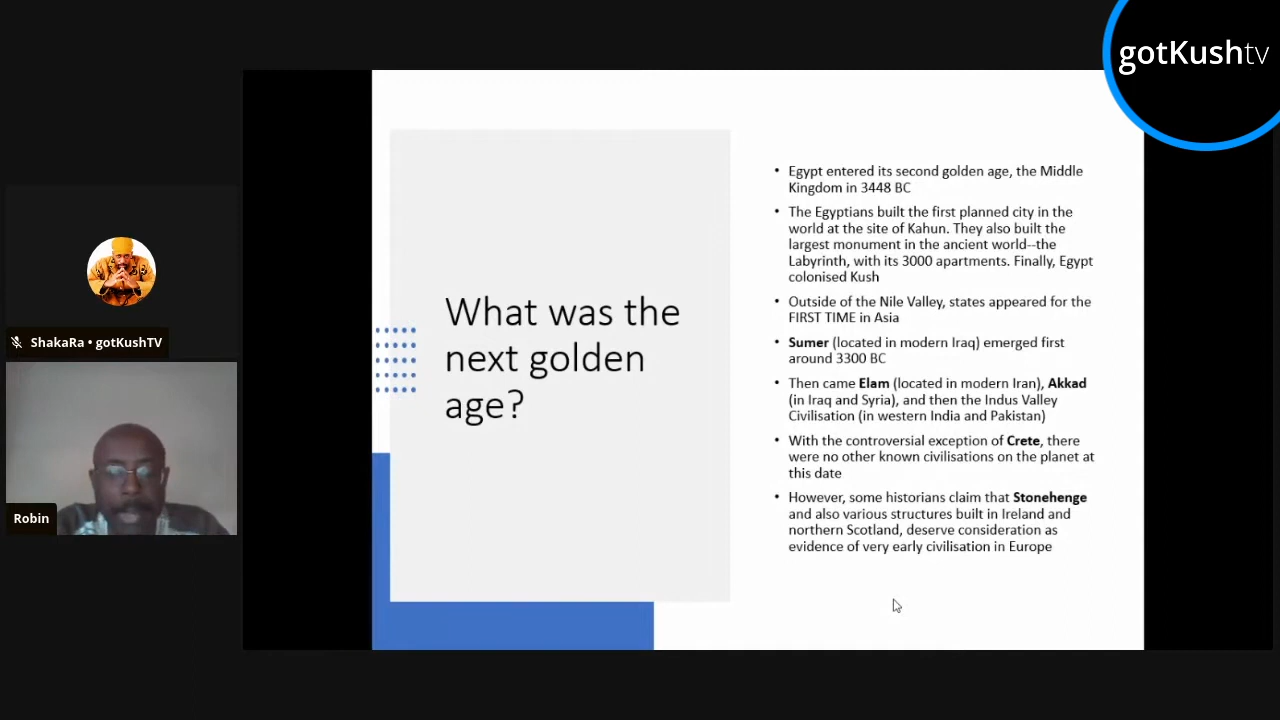 gotKushtv
ShakaRa • gotKushTV
Robin
What was the
next golden
age?
• Egypt entered its second golden age, the Middle
Kingdom in 3448 BC
• The Egyptians built the first planned city in the
world at the site of Kahun. They also built the
largest monument in the ancient world--the
Labyrinth, with its 3000 apartments. Finally, Egypt
colonised Kush
• Outside of the Nile Valley, states appeared for the
FIRST TIME in Asia
• Sumer (located in modern Iraq) emerged first
around 3300 BC
• Then came Elam (located in modern Iran), Akkad
(in Iraq and Syria), and then the Indus Valley
Civilisation (in western India and Pakistan)
• With the controversial exception of Crete, there
were no other known civilisations on the planet at
this date
• However, some historians claim that Stonehenge
and also various structures built in Ireland and
northern Scotland, deserve consideration as
evidence of very early civilisation in Europe